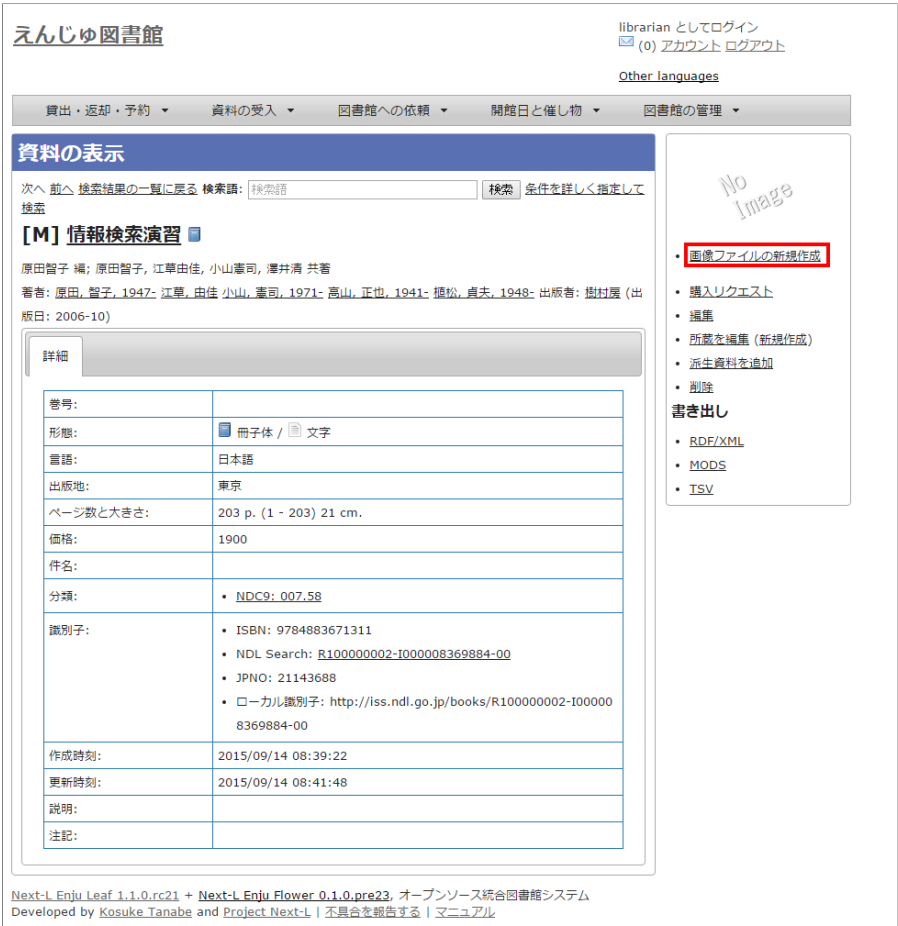 えんじゅ図書館
librarian としてログイン
(0) アカウント ログアウト
Other languages
貸出・返却・予約 ▼ 資料の受入 ▼ 図書館への依頼 ▼ 開館日と催し物 ▼ 図書館の管理 ▼
資料の表示
次へ 前へ 検索結果の一覧に戻る 検索語: 検索語 検索 条件を詳しく指定して
検索
[M] 情報検索演習
原田智子 編; 原田智子, 江草由佳, 小山憲司, 澤井清 共著
著者: 原田, 智子, 1947- 江草, 由佳 小山, 憲司, 1971- 高山, 正也, 1941- 植松, 貞夫, 1948- 出版者: 樹村房 (出
版日: 2006-10)
詳細
巻号:
形態: 冊子体 / 文字
言語: 日本語
出版地: 東京
ページ数と大きさ: 203 p. (1 - 203) 21 cm.
価格: 1900
件名:
分類: • NDC9: 007.58
識別子: • ISBN: 9784883671311
• NDL Search: R100000002-I000008369884-00
• JPNO: 21143688
• ローカル識別子: http://iss.ndl.go.jp/books/R100000002-I00000
8369884-00
作成時刻: 2015/09/14 08:39:22
更新時刻: 2015/09/14 08:41:48
説明:
注記:
No
Image
• 画像ファイルの新規作成
• 購入リクエスト
• 編集
• 所蔵を編集 (新規作成)
• 派生資料を追加
• 削除
書き出し
• RDF/XML
• MODS
• TSV
Next-L Enju Leaf 1.1.0.rc21 + Next-L Enju Flower 0.1.0.pre23, オープンソース統合図書館システム
Developed by Kosuke Tanabe and Project Next-L | 不具合を報告する | マニュアル